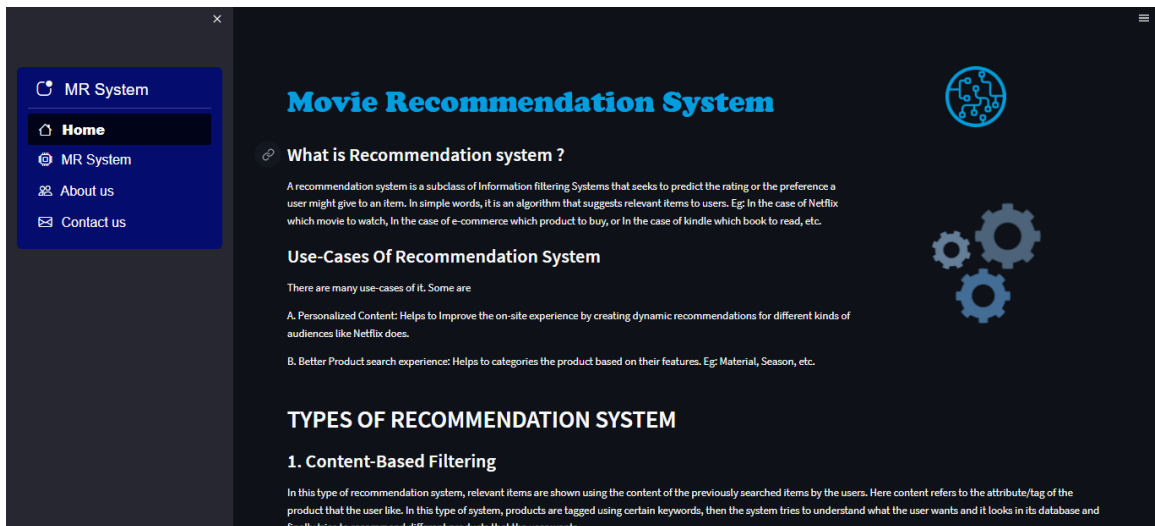 MR System
Home
MR System
About us
Contact us
Movie Recommendation System
What is Recommendation system ?
A recommendation system is a subclass of Information filtering Systems that seeks to predict the rating or the preference a
user might give to an item. In simple words, it is an algorithm that suggests relevant items to users. Eg: In the case of Netflix
which movie to watch, In the case of e-commerce which product to buy, or In the case of kindle which book to read, etc.
Use-Cases Of Recommendation System
There are many use-cases of it. Some are
A. Personalized Content: Helps to Improve the on-site experience by creating dynamic recommendations for different kinds of
audiences like Netflix does.
B. Better Product search experience: Helps to categories the product based on their features. Eg: Material, Season, etc.
TYPES OF RECOMMENDATION SYSTEM
1. Content-Based Filtering
In this type of recommendation system, relevant items are shown using the content of the previously searched items by the users. Here content refers to the attribute/tag of the
product that the user like. In this type of system, products are tagged using certain keywords, then the system tries to understand what the user wants and it looks in its database and